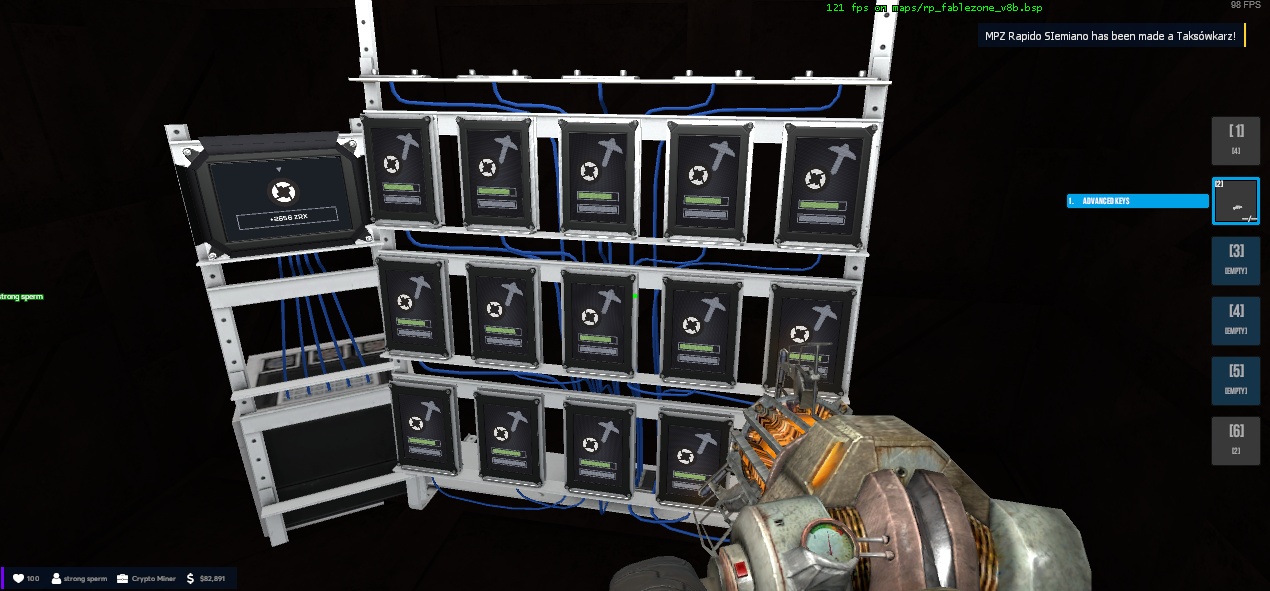 121 fps on maps/rp_fablezone_v8b.bsp
98 FPS
MPZ Rapido SIemiano has been made a Taksówkarz!
[1]
[4]
[2]
1. ADVANCED KEYS
-/-
[3]
[EMPTY]
[4]
[EMPTY]
[5]
[EMPTY]
[6]
[2]
+2656 ZRX
strong sperm
100
strong sperm
Crypto Miner
$ $82,891